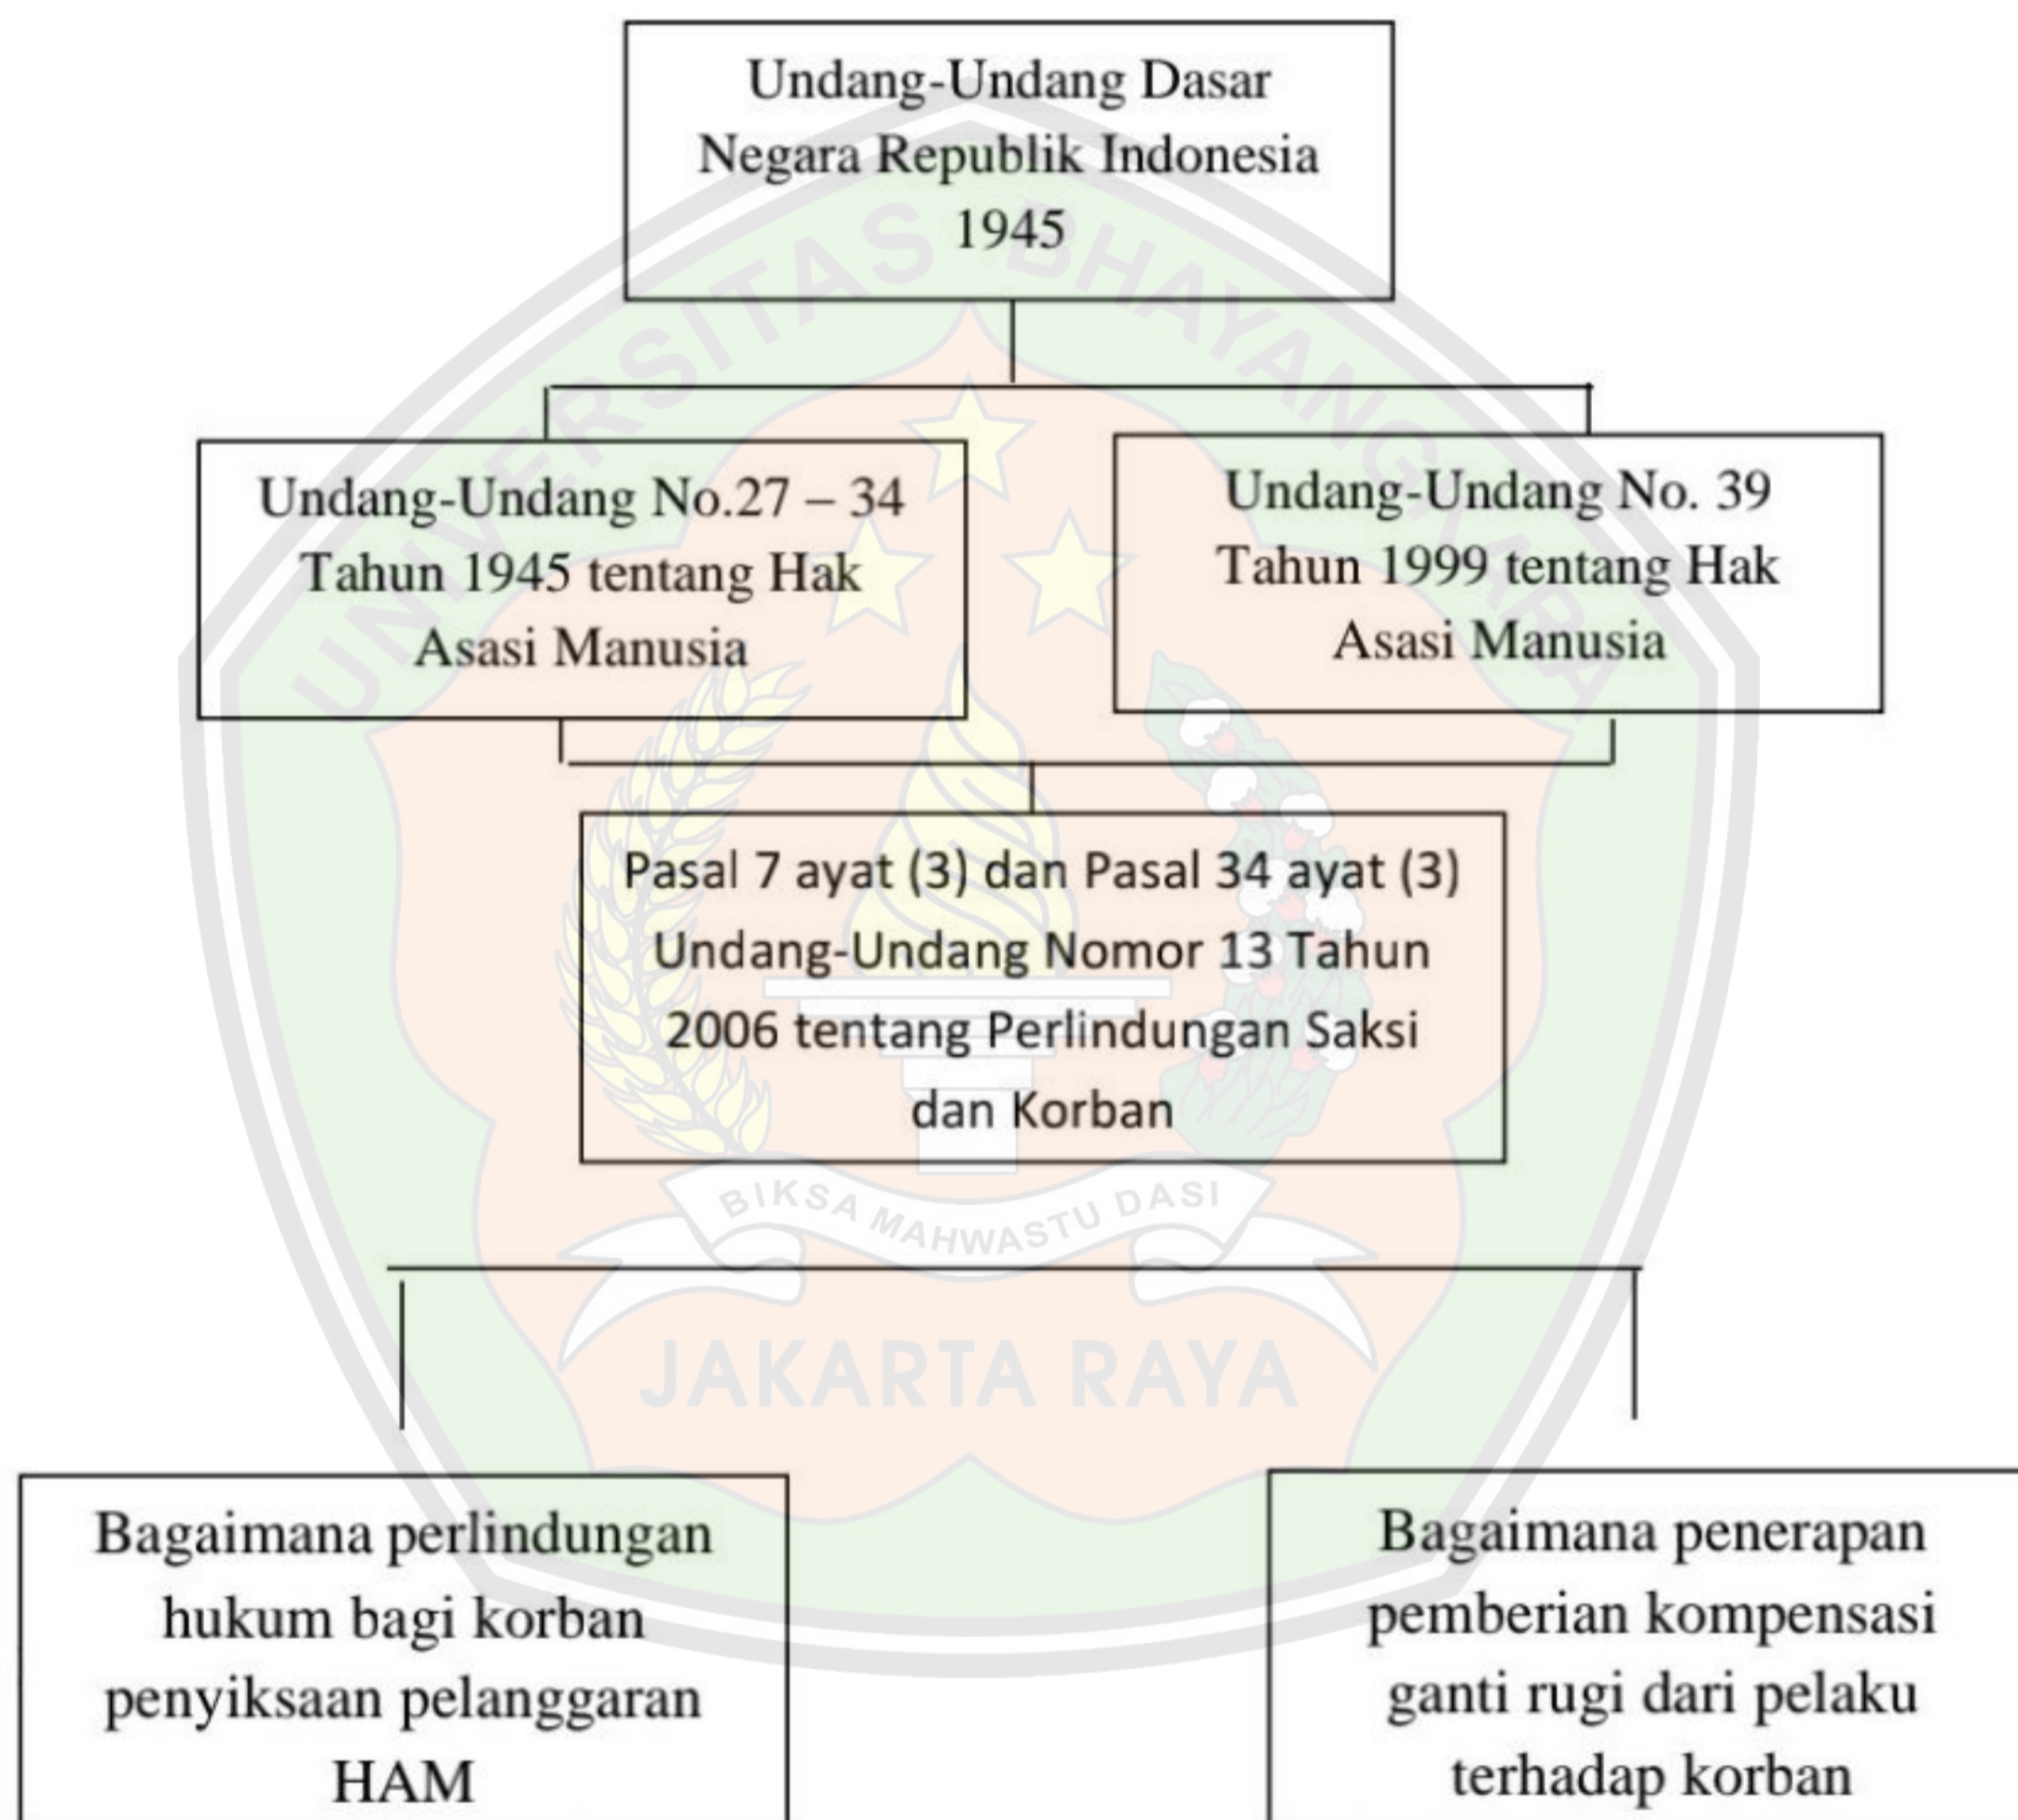 Undang-Undang Dasar
Negara Republik Indonesia
1945
UNIVERSITAS BHAYANGKARA
Undang-Undang No.27 – 34
Tahun 1945 tentang Hak
Asasi Manusia
Undang-Undang No. 39
Tahun 1999 tentang Hak
Asasi Manusia
Pasal 7 ayat (3) dan Pasal 34 ayat (3)
Undang-Undang Nomor 13 Tahun
2006 tentang Perlindungan Saksi
dan Korban
BIKSA MAHWASTU DASI
JAKARTA RAYA
Bagaimana perlindungan
hukum bagi korban
penyiksaan pelanggaran
HAM
Bagaimana penerapan
pemberian kompensasi
ganti rugi dari pelaku
terhadap korban